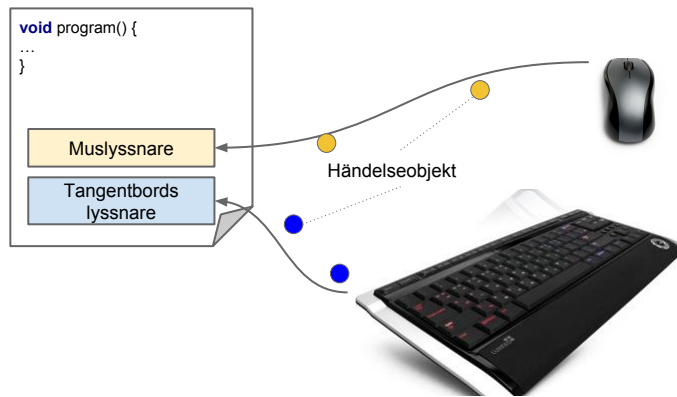 void program() {
…
}
Muslyssnare
Tangentbords
lyssnare
Händelseobjekt